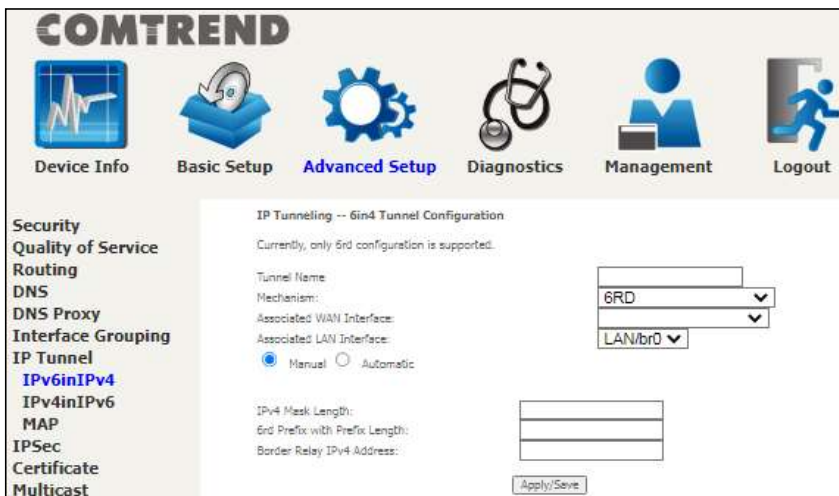 COMTREND
Device Info
Basic Setup
Advanced Setup
Diagnostics
Management
Logout
Security
Quality of Service
Routing
DNS
DNS Proxy
Interface Grouping
IP Tunnel
IPv6inIPv4
IPv4inIPv6
MAP
IPSec
Certificate
Multicast
IP Tunneling -- 6in4 Tunnel Configuration
Currently, only 6rd configuration is supported.
Tunnel Name
Mechanism: 6RD
Associated WAN Interface:
Associated LAN Interface: LAN/br0
Manual Automatic
IPv4 Mask Length:
6rd Prefix with Prefix Length:
Border Relay IPv4 Address:
Apply/Save